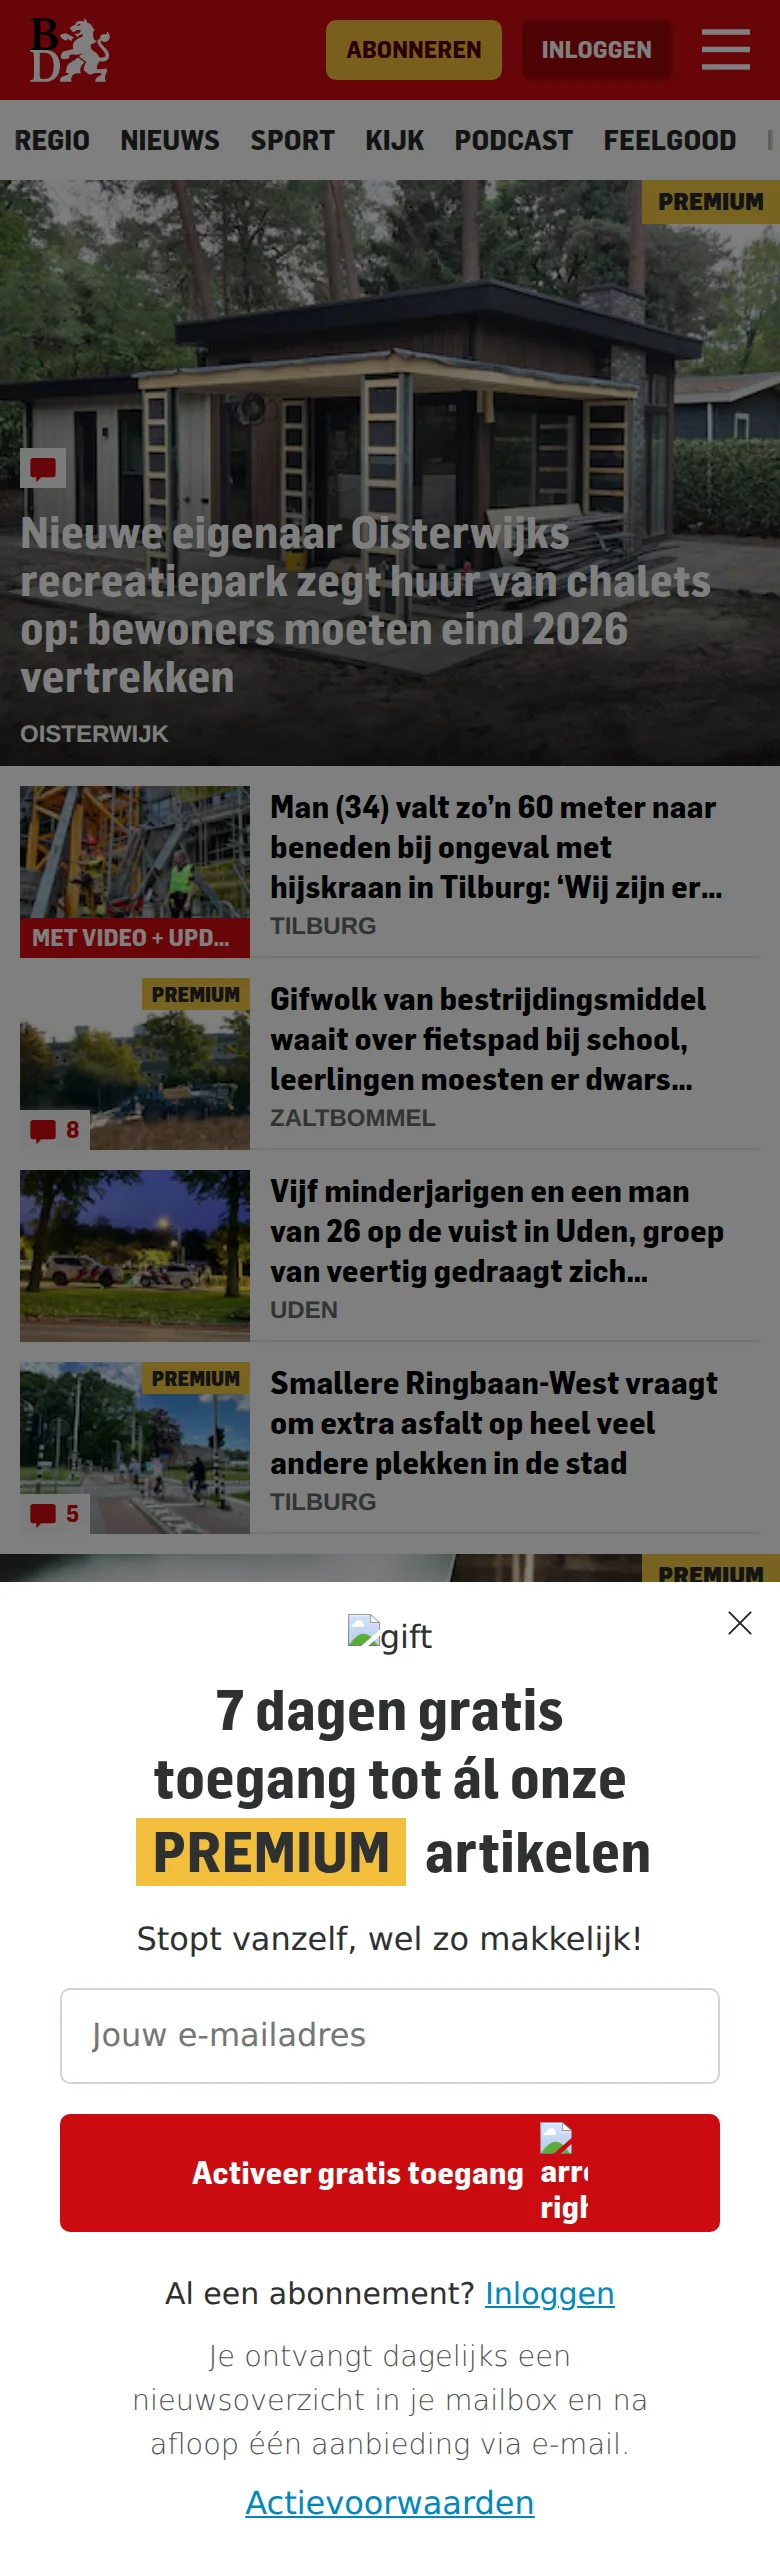 B
D
ABONNEREN
INLOGGEN
REGIO NIEUWS SPORT KIJK PODCAST FEELGOOD
PREMIUM
Nieuwe eigenaar Oisterwijks
recreatiepark zegt huur van chalets
op: bewoners moeten eind 2026
vertrekken
OISTERWIJK
Man (34) valt zo’n 60 meter naar
beneden bij ongeval met
hijskraan in Tilburg: ‘Wij zijn er...
MET VIDEO + UPD...
TILBURG
PREMIUM
Gifwolk van bestrijdingsmiddel
waait over fietspad bij school,
leerlingen moesten er dwars...
8
ZALTBOMMEL
Vijf minderjarigen en een man
van 26 op de vuist in Uden, groep
van veertig gedraagt zich...
UDEN
PREMIUM
Smallere Ringbaan-West vraagt
om extra asfalt op heel veel
andere plekken in de stad
5
TILBURG
PREMIUM
gift
7 dagen gratis
toegang tot ál onze
PREMIUM artikelen
Stopt vanzelf, wel zo makkelijk!
Jouw e-mailadres
Activeer gratis toegang
Al een abonnement? Inloggen
Je ontvangt dagelijks een
nieuwsoverzicht in je mailbox en na
afloop één aanbieding via e-mail.
Actievoorwaarden